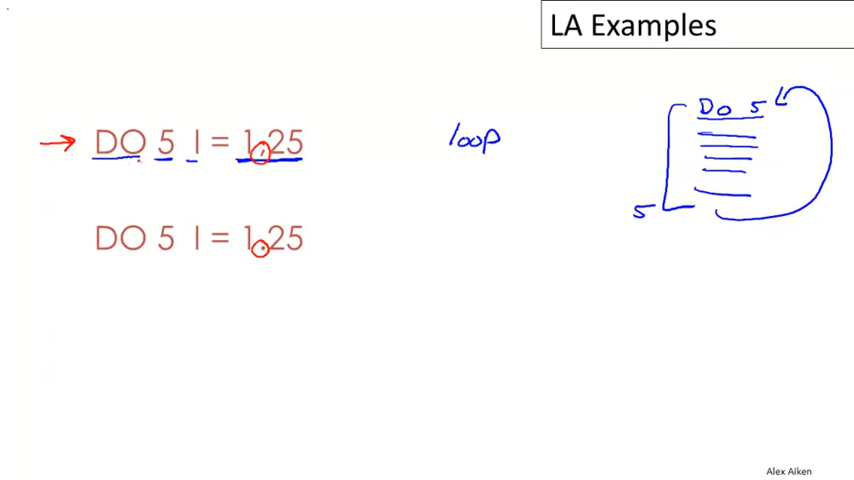 LA Examples
DO 5 I = 1,25
loop
DO 5
5
DO 5 I = 1.25
Alex Aiken